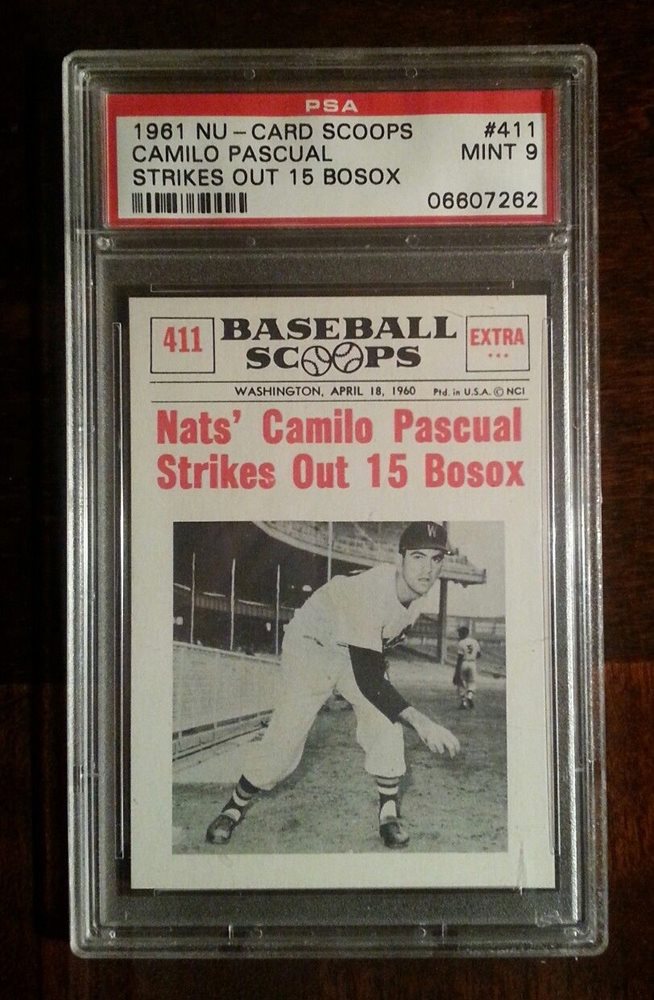 PSA
1961 NU-CARD SCOOPS #411
CAMILO PASCUAL MINT 9
STRIKES OUT 15 BOSOX
06607262
411 BASEBALL EXTRA
SCOOPS
WASHINGTON, APRIL 18, 1960 Ptd. in U.S.A. © NCI
Nats' Camilo Pascual
Strikes Out 15 Bosox
W
5